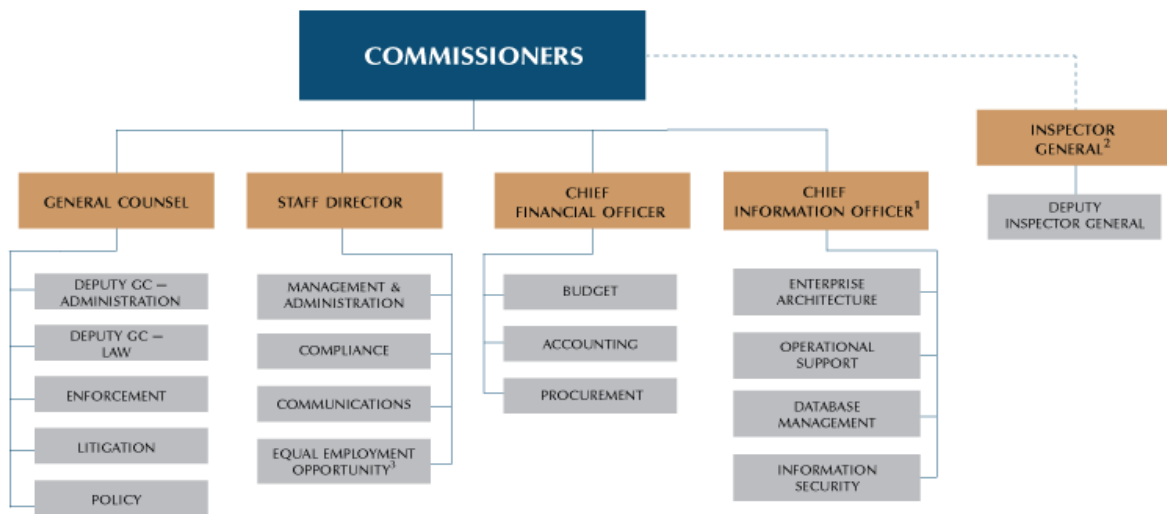 COMMISSIONERS
INSPECTOR
GENERAL²
DEPUTY
INSPECTOR GENERAL
GENERAL COUNSEL
DEPUTY GC —
ADMINISTRATION
DEPUTY GC —
LAW
ENFORCEMENT
LITIGATION
POLICY
STAFF DIRECTOR
MANAGEMENT &
ADMINISTRATION
COMPLIANCE
COMMUNICATIONS
EQUAL EMPLOYMENT
OPPORTUNITY³
CHIEF
FINANCIAL OFFICER
BUDGET
ACCOUNTING
PROCUREMENT
CHIEF
INFORMATION OFFICER¹
ENTERPRISE
ARCHITECTURE
OPERATIONAL
SUPPORT
DATABASE
MANAGEMENT
INFORMATION
SECURITY